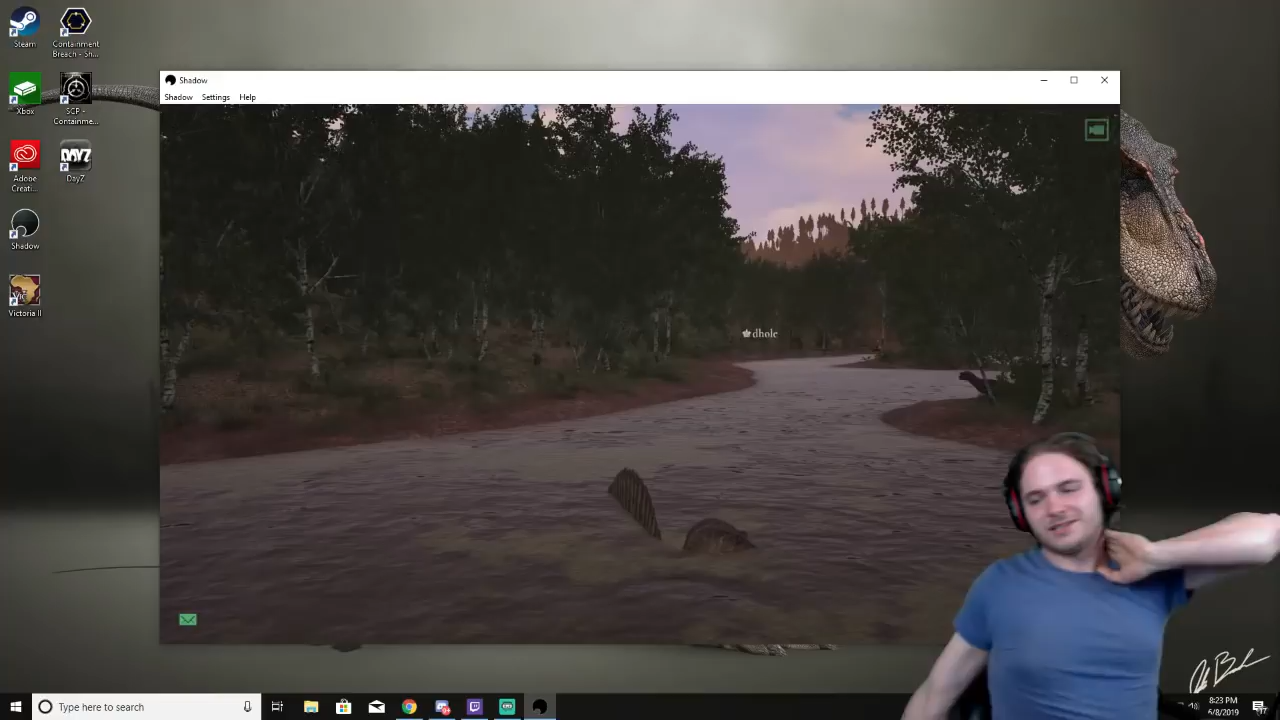 Steam
Containment
Breach - Sn...
Xbox
SCP -
Containme...
Adobe
Creati...
DAYZ
DayZ
Shadow
Victoria II
Shadow
Shadow Settings Help
dhole
Type here to search
8:23 PM
6/8/2019